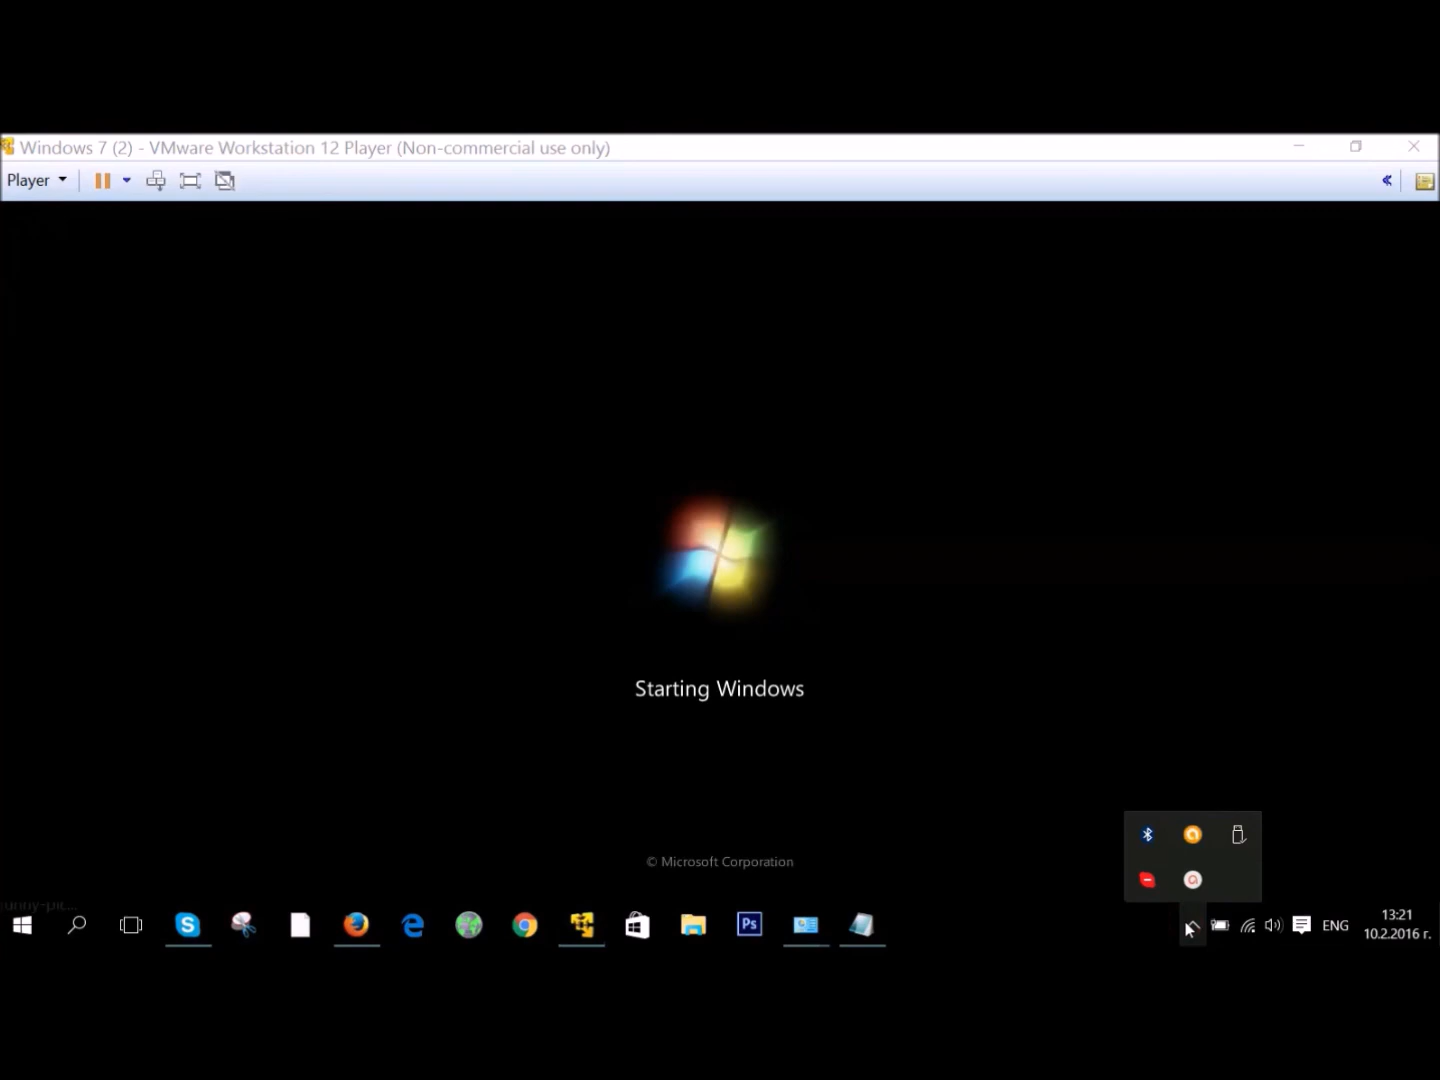 Windows 7 (2) - VMware Workstation 12 Player (Non-commercial use only)
Player
Starting Windows
© Microsoft Corporation
Ps
ENG
13:21
10.2.2016 г.